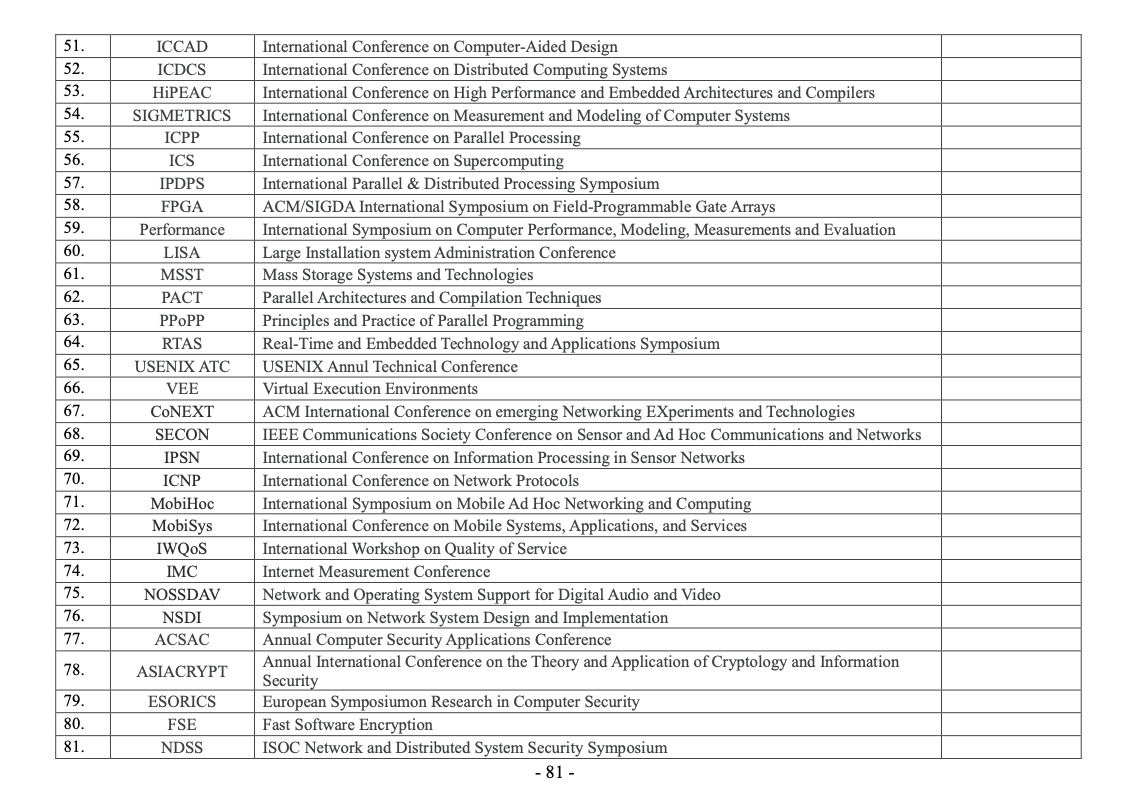 51. ICCAD International Conference on Computer-Aided Design
52. ICDCS International Conference on Distributed Computing Systems
53. HiPEAC International Conference on High Performance and Embedded Architectures and Compilers
54. SIGMETRICS International Conference on Measurement and Modeling of Computer Systems
55. ICPP International Conference on Parallel Processing
56. ICS International Conference on Supercomputing
57. IPDPS International Parallel & Distributed Processing Symposium
58. FPGA ACM/SIGDA International Symposium on Field-Programmable Gate Arrays
59. Performance International Symposium on Computer Performance, Modeling, Measurements and Evaluation
60. LISA Large Installation system Administration Conference
61. MSST Mass Storage Systems and Technologies
62. PACT Parallel Architectures and Compilation Techniques
63. PPoPP Principles and Practice of Parallel Programming
64. RTAS Real-Time and Embedded Technology and Applications Symposium
65. USENIX ATC USENIX Annul Technical Conference
66. VEE Virtual Execution Environments
67. CoNEXT ACM International Conference on emerging Networking EXperiments and Technologies
68. SECON IEEE Communications Society Conference on Sensor and Ad Hoc Communications and Networks
69. IPSN International Conference on Information Processing in Sensor Networks
70. ICNP International Conference on Network Protocols
71. MobiHoc International Symposium on Mobile Ad Hoc Networking and Computing
72. MobiSys International Conference on Mobile Systems, Applications, and Services
73. IWQoS International Workshop on Quality of Service
74. IMC Internet Measurement Conference
75. NOSSDAV Network and Operating System Support for Digital Audio and Video
76. NSDI Symposium on Network System Design and Implementation
77. ACSAC Annual Computer Security Applications Conference
78. ASIACRYPT Annual International Conference on the Theory and Application of Cryptology and Information
Security
79. ESORICS European Symposiumon Research in Computer Security
80. FSE Fast Software Encryption
81. NDSS ISOC Network and Distributed System Security Symposium
- 81 -